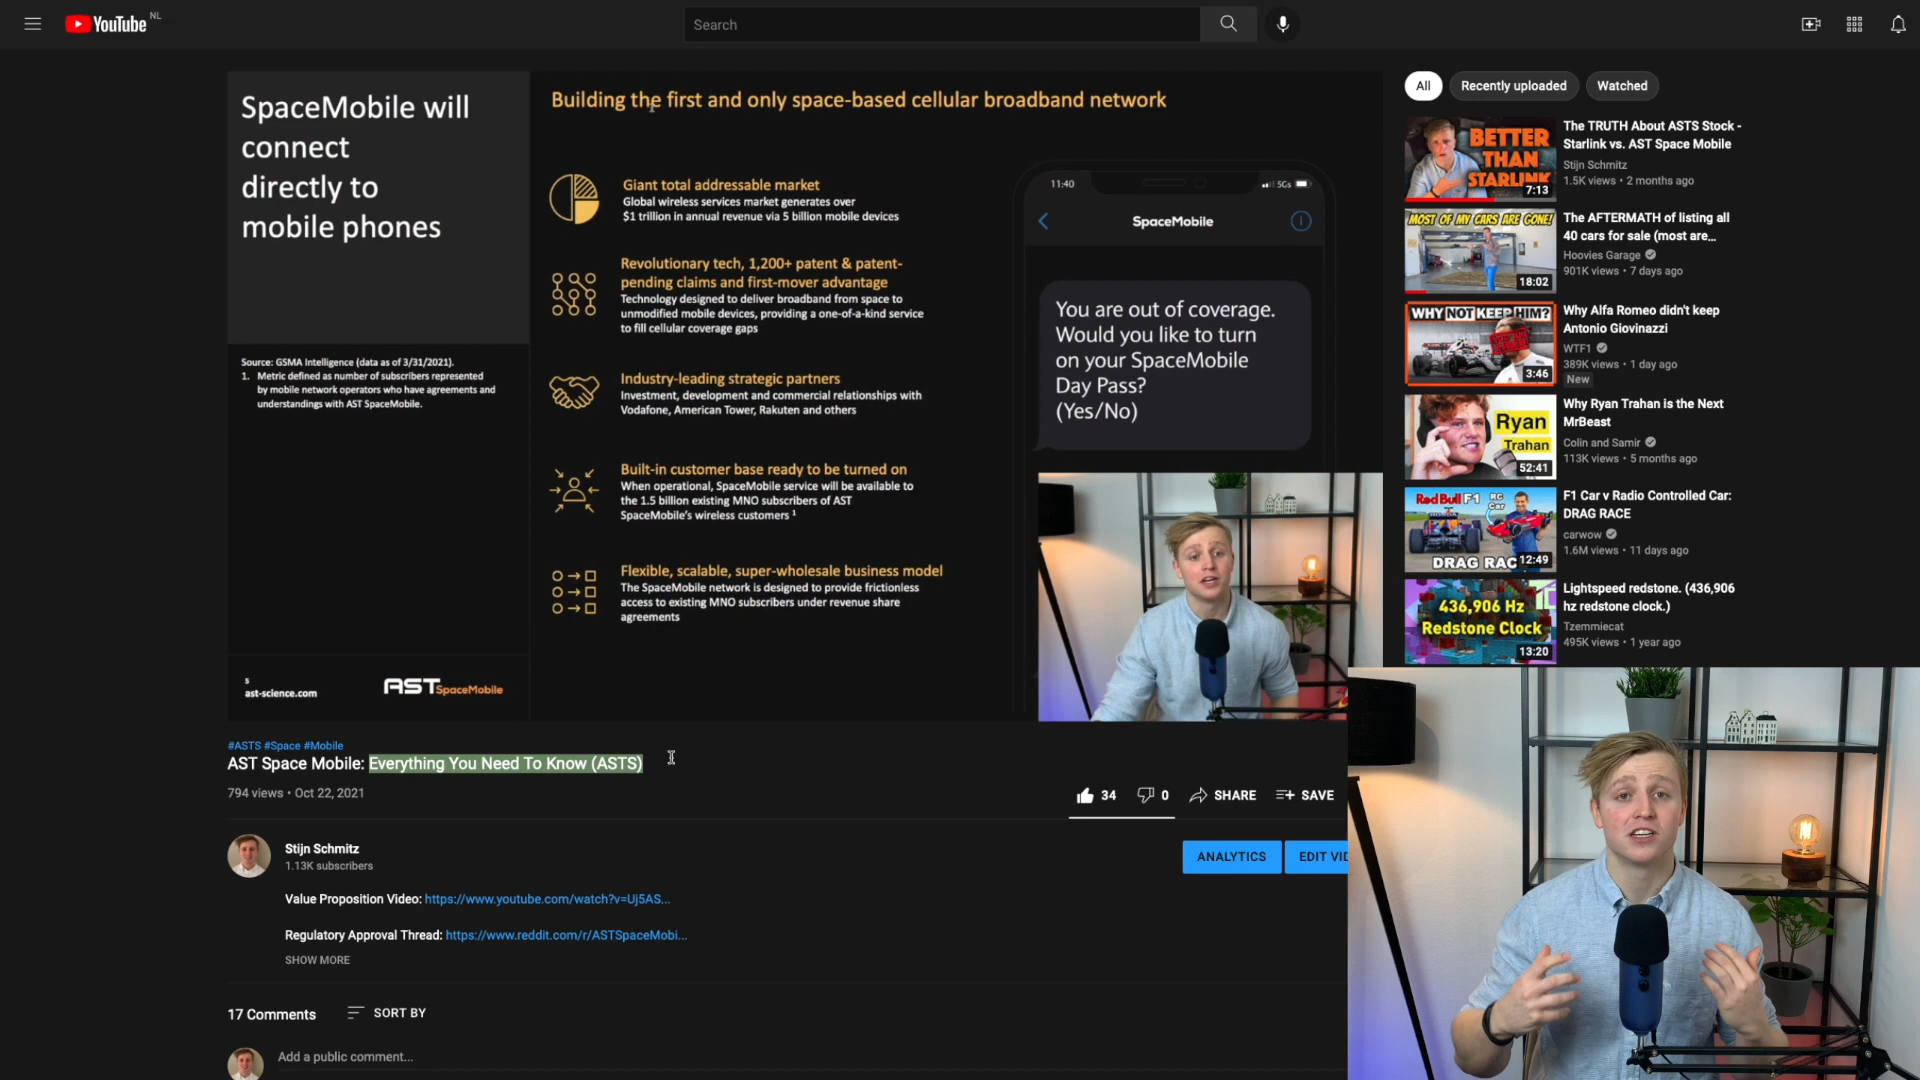 YouTube NL
Search
SpaceMobile will
connect
directly to
mobile phones
Source: GSMA Intelligence (data as of 3/31/2021).
1. Metric defined as number of subscribers represented
by mobile network operators who have agreements and
understandings with AST SpaceMobile.
5
ast-science.com
AST SpaceMobile
Building the first and only space-based cellular broadband network
Giant total addressable market
Global wireless services market generates over
$1 trillion in annual revenue via 5 billion mobile devices
Revolutionary tech, 1,200+ patent & patent-
pending claims and first-mover advantage
Technology designed to deliver broadband from space to
unmodified mobile devices, providing a one-of-a-kind service
to fill cellular coverage gaps
Industry-leading strategic partners
Investment, development and commercial relationships with
Vodafone, American Tower, Rakuten and others
Built-in customer base ready to be turned on
When operational, SpaceMobile service will be available to
the 1.5 billion existing MNO subscribers of AST
SpaceMobile's wireless customers 1
Flexible, scalable, super-wholesale business model
The SpaceMobile network is designed to provide frictionless
access to existing MNO subscribers under revenue share
agreements
11:40
5Gs
SpaceMobile
You are out of coverage.
Would you like to turn
on your SpaceMobile
Day Pass?
(Yes/No)
#ASTS #Space #Mobile
AST Space Mobile: Everything You Need To Know (ASTS)
794 views • Oct 22, 2021
34
0
SHARE
SAVE
Stijn Schmitz
1.13K subscribers
ANALYTICS
EDIT VID
Value Proposition Video: https://www.youtube.com/watch?v=Uj5AS...
Regulatory Approval Thread: https://www.reddit.com/r/ASTSpaceMobi...
SHOW MORE
17 Comments
SORT BY
Add a public comment...
All
Recently uploaded
Watched
BETTER
THAN
STARLINK
7:13
The TRUTH About ASTS Stock -
Starlink vs. AST Space Mobile
Stijn Schmitz
1.5K views • 2 months ago
MOST OF MY CARS ARE GONE!
18:02
The AFTERMATH of listing all
40 cars for sale (most are...
Hoovies Garage
901K views • 7 days ago
WHY NOT KEEP HIM?
3:46
Why Alfa Romeo didn't keep
Antonio Giovinazzi
WTF1
389K views • 1 day ago
New
Ryan
Trahan
52:41
Why Ryan Trahan is the Next
MrBeast
Colin and Samir
113K views • 5 months ago
Red Bull F1
RC
Car
DRAG RAC
12:49
F1 Car v Radio Controlled Car:
DRAG RACE
carwow
1.6M views • 11 days ago
436,906 Hz
Redstone Clock
13:20
Lightspeed redstone. (436,906
hz redstone clock.)
Tzemmiecat
495K views • 1 year ago